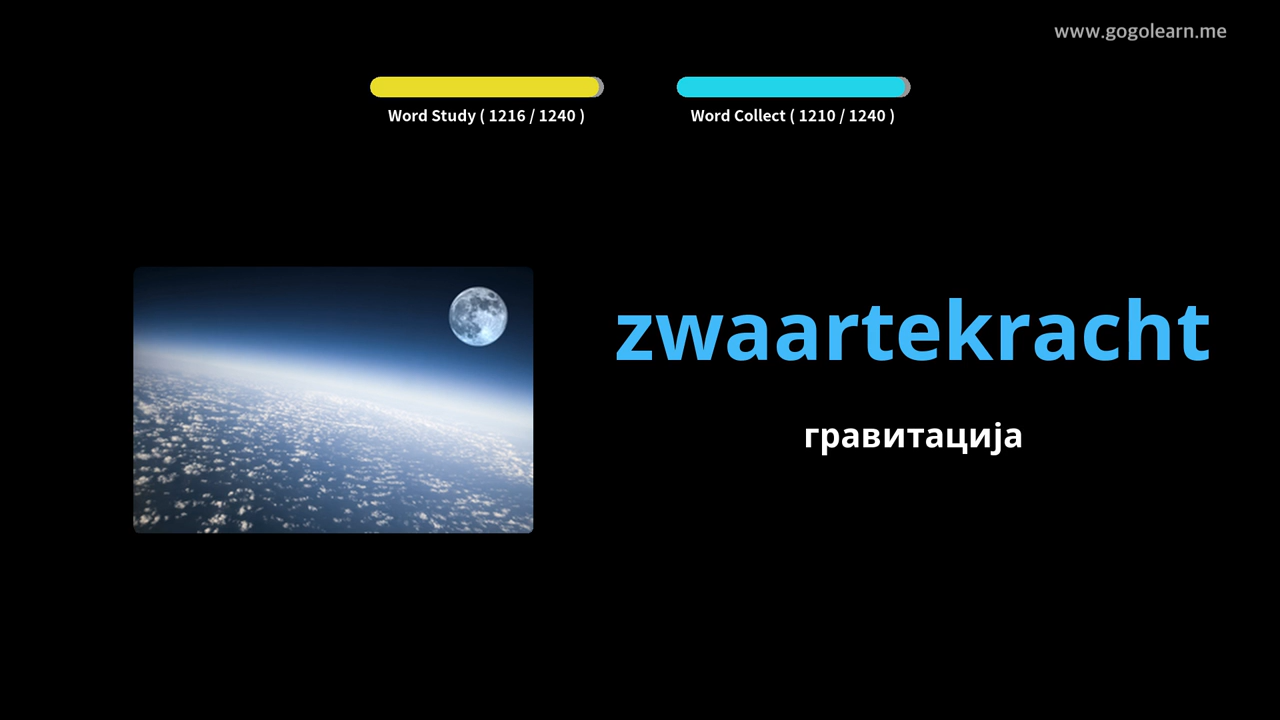 www.gogolearn.me
Word Study ( 1216 / 1240 )
Word Collect ( 1210 / 1240 )
zwaartekracht
гравитација